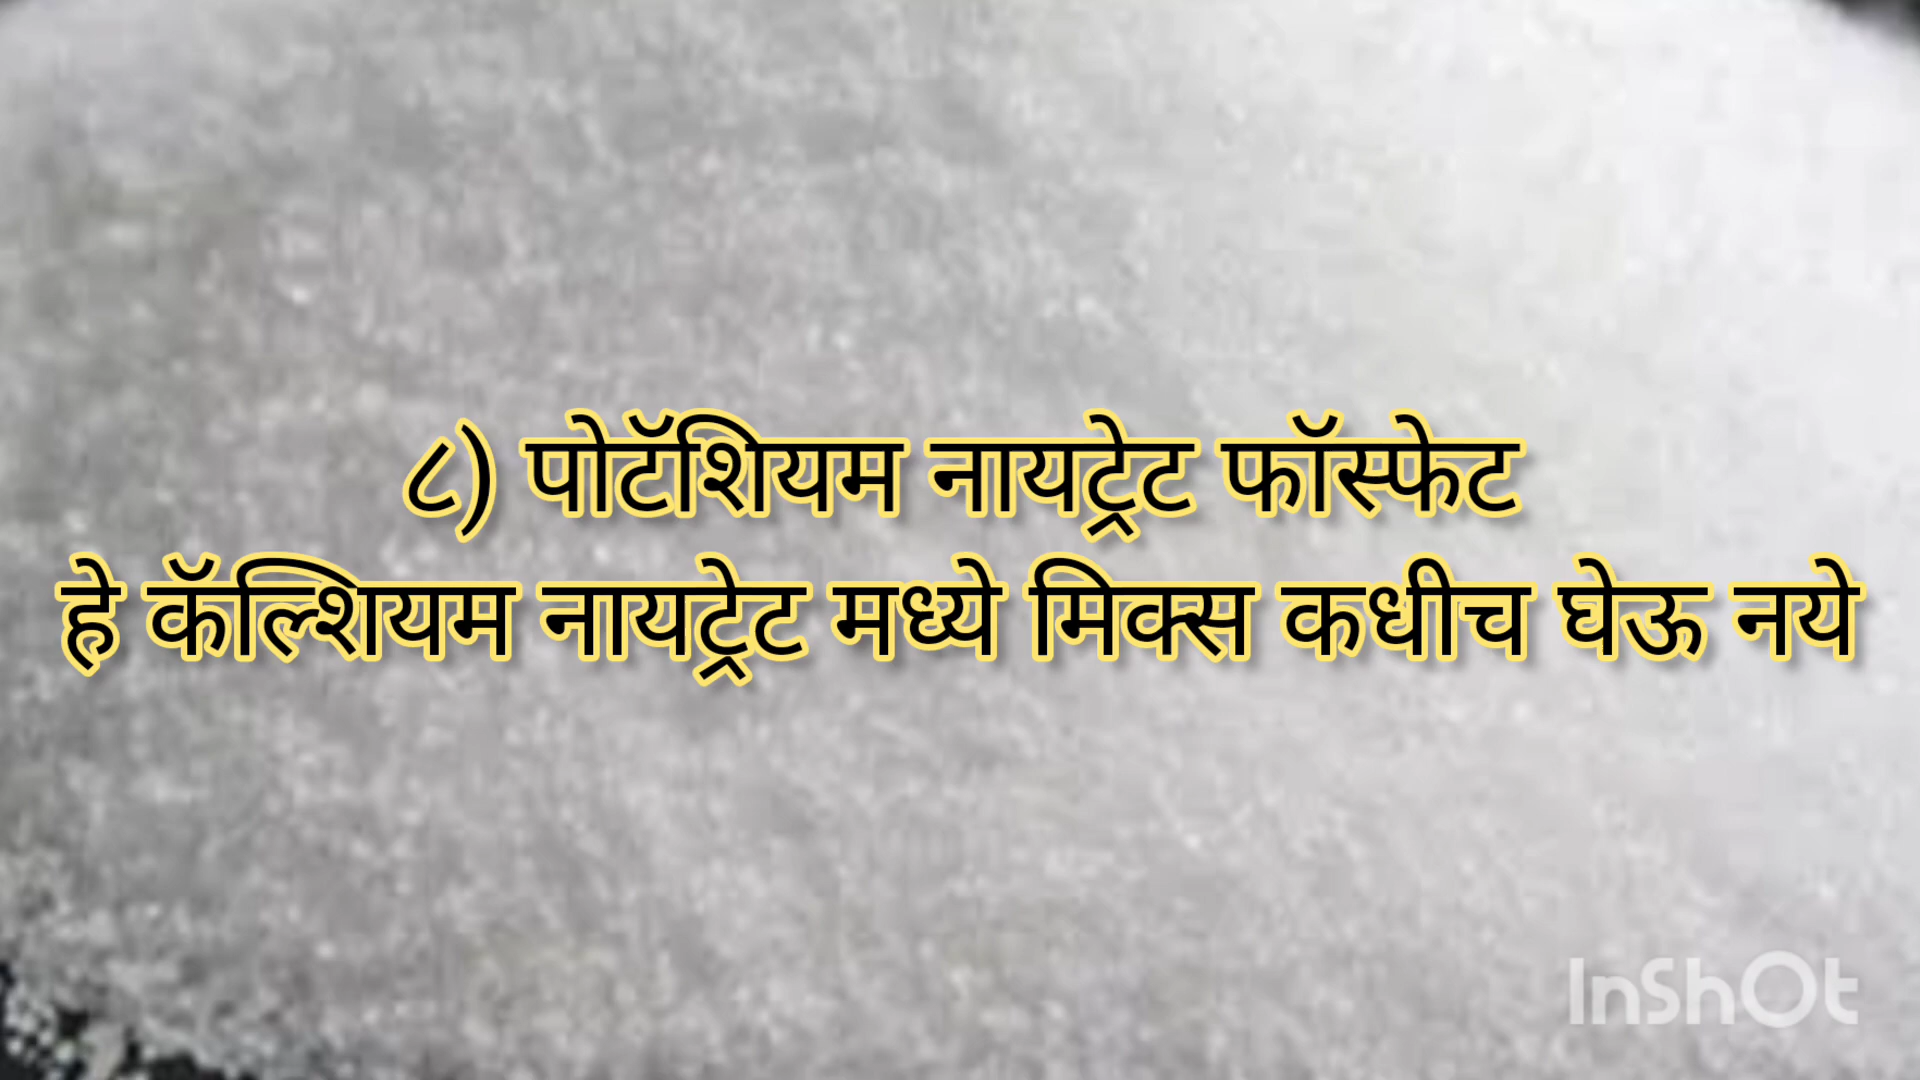 ८) पोटॅशियम नायट्रेट फॉस्फेट
हे कॅल्शियम नायट्रेट मध्ये मिक्स कधीच घेऊ नये
InShOt